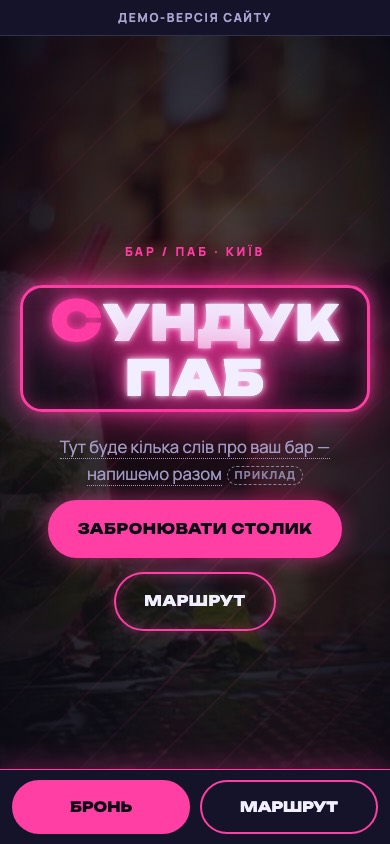 ДЕМО-ВЕРСІЯ САЙТУ
БАР / ПАБ · КИЇВ
СУНДУК
ПАБ
Тут буде кілька слів про ваш бар —
напишемо разом ПРИКЛАД
ЗАБРОНЮВАТИ СТОЛИК
МАРШРУТ
БРОНЬ МАРШРУТ